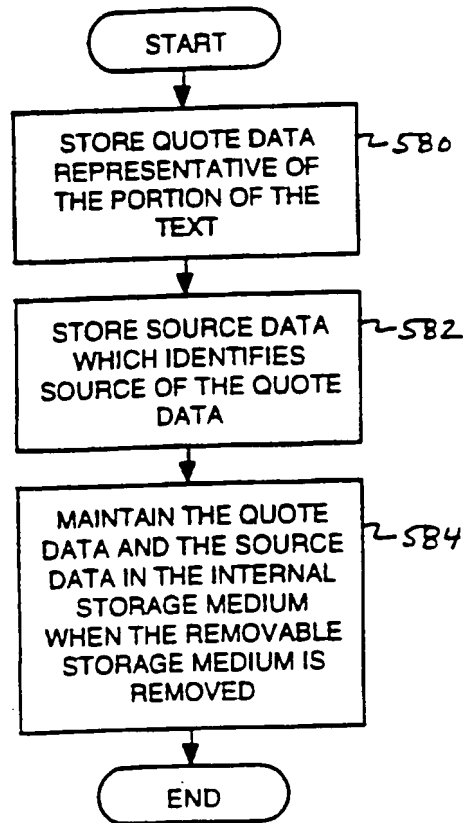 START
STORE QUOTE DATA
REPRESENTATIVE OF
THE PORTION OF THE
TEXT
580
STORE SOURCE DATA
WHICH IDENTIFIES
SOURCE OF THE QUOTE
DATA
582
MAINTAIN THE QUOTE
DATA AND THE SOURCE
DATA IN THE INTERNAL
STORAGE MEDIUM
WHEN THE REMOVABLE
STORAGE MEDIUM IS
REMOVED
584
END